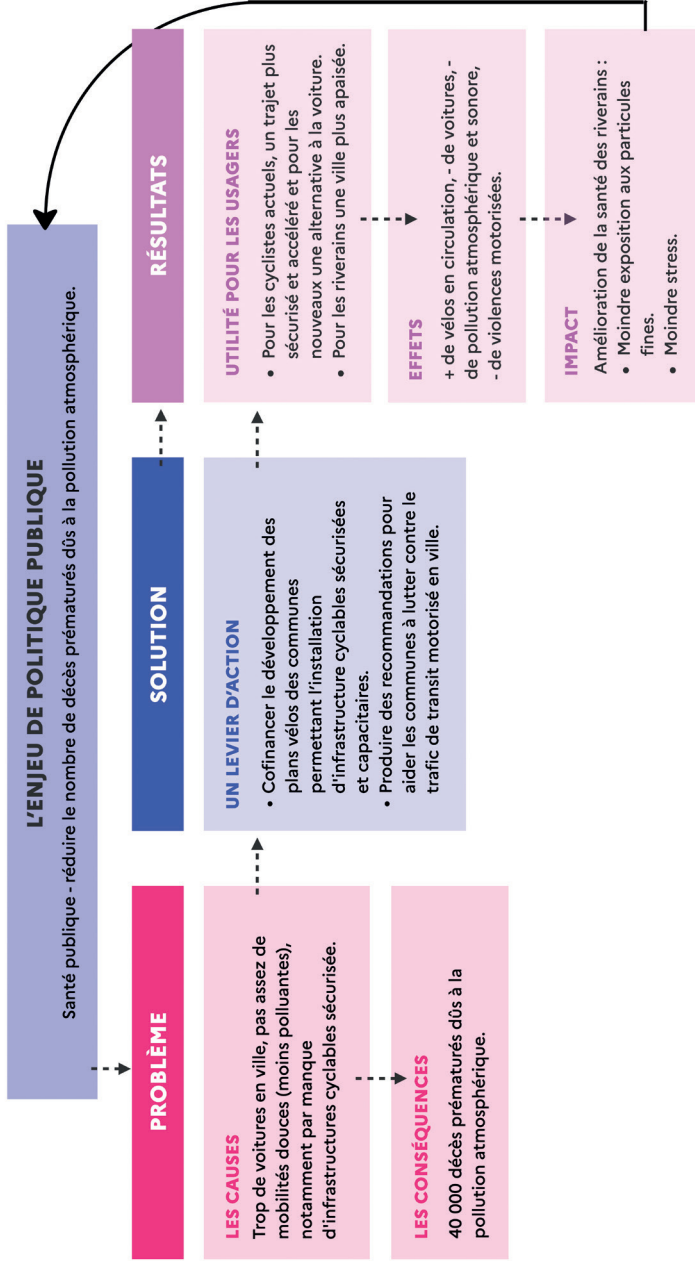 L'ENJEU DE POLITIQUE PUBLIQUE
Santé publique - réduire le nombre de décès prématurés dûs à la pollution atmosphérique.
PROBLÈME
LES CAUSES
Trop de voitures en ville, pas assez de
mobilités douces (moins polluantes),
notamment par manque
d'infrastructures cyclables sécurisée.
LES CONSÉQUENCES
40 000 décès prématurés dûs à la
pollution atmosphérique.
SOLUTION
UN LEVIER D'ACTION
• Cofinancer le développement des
plans vélos des communes
permettant l'installation
d'infrastructure cyclables sécurisées
et capacitaires.
• Produire des recommandations pour
aider les communes à lutter contre le
trafic de transit motorisé en ville.
RÉSULTATS
UTILITÉ POUR LES USAGERS
• Pour les cyclistes actuels, un trajet plus
sécurisé et accéléré et pour les
nouveaux une alternative à la voiture.
• Pour les riverains une ville plus apaisée.
EFFETS
+ de vélos en circulation, - de voitures, -
de pollution atmosphérique et sonore,
- de violences motorisées.
IMPACT
Amélioration de la santé des riverains :
• Moindre exposition aux particules
fines.
• Moindre stress.